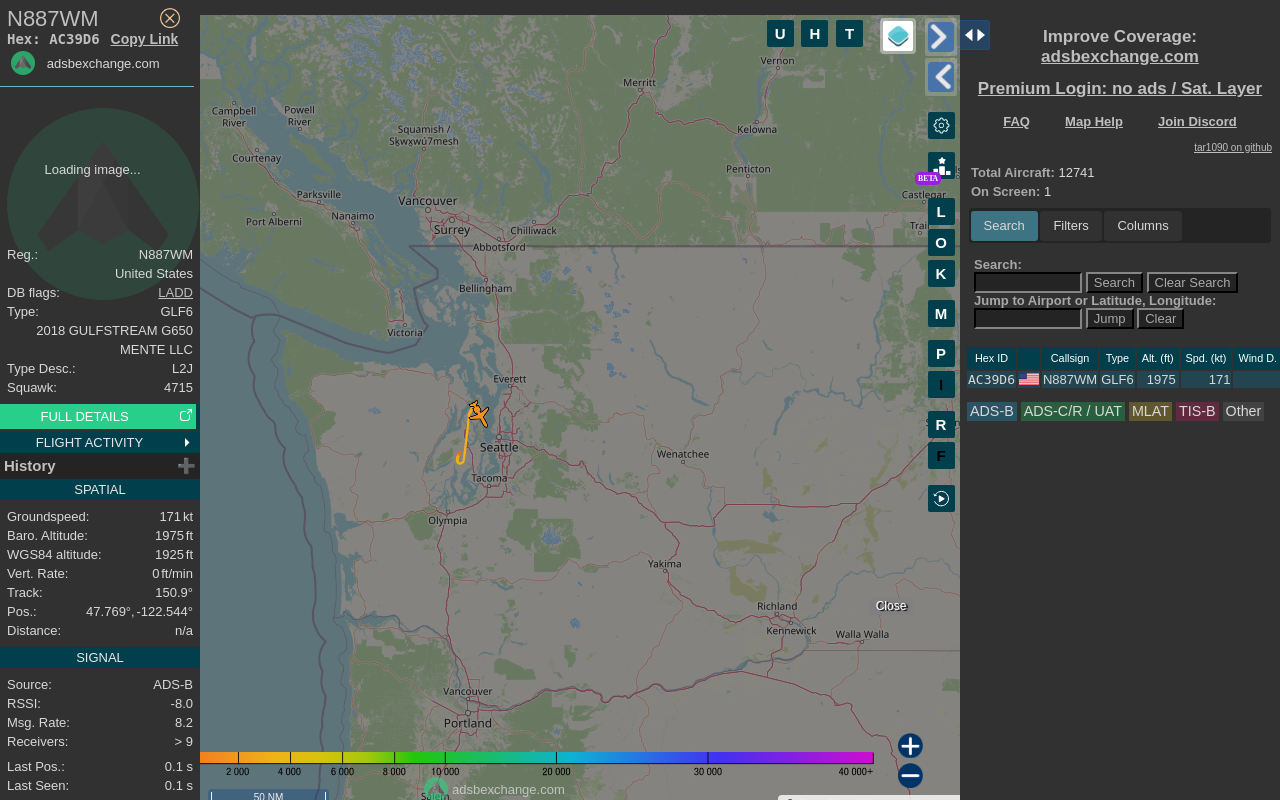 N887WM
Hex: AC39D6 Copy Link
adsbexchange.com
Loading image...
Reg.: N887WM
United States
DB flags: LADD
Type: GLF6
2018 GULFSTREAM G650
MENTE LLC
Type Desc.: L2J
Squawk: 4715
FULL DETAILS
FLIGHT ACTIVITY
History
SPATIAL
Groundspeed: 171 kt
Baro. Altitude: 1975 ft
WGS84 altitude: 1925 ft
Vert. Rate: 0 ft/min
Track: 150.9°
Pos.: 47.769°, -122.544°
Distance: n/a
SIGNAL
Source: ADS-B
RSSI: -8.0
Msg. Rate: 8.2
Receivers: > 9
Last Pos.: 0.1 s
Last Seen: 0.1 s
U H T
Vernon
Merritt
Campbell
River
Powell
River
Squamish /
Sḵwx̱wú7mesh
Kelowna
Courtenay
Penticton
BETA
Parksville
Nanaimo
Vancouver
Castlegar
Port Alberni
Surrey
Chilliwack
Abbotsford
Bellingham
Victoria
Everett
Seattle
Tacoma
Wenatchee
Olympia
Yakima
Richland
Kennewick
Walla Walla
Close
Vancouver
Portland
Salem
L
O
K
M
P
I
R
F
2 000 4 000 6 000 8 000 10 000 20 000 30 000 40 000+
adsbexchange.com
50 NM
Improve Coverage:
adsbexchange.com
Premium Login: no ads / Sat. Layer
FAQ Map Help Join Discord
tar1090 on github
Total Aircraft: 12741
On Screen: 1
Search Filters Columns
Search:
Search Clear Search
Jump to Airport or Latitude, Longitude:
Jump Clear
Hex ID Callsign Type Alt. (ft) Spd. (kt) Wind D.
AC39D6 N887WM GLF6 1975 171
ADS-B ADS-C/R / UAT MLAT TIS-B Other